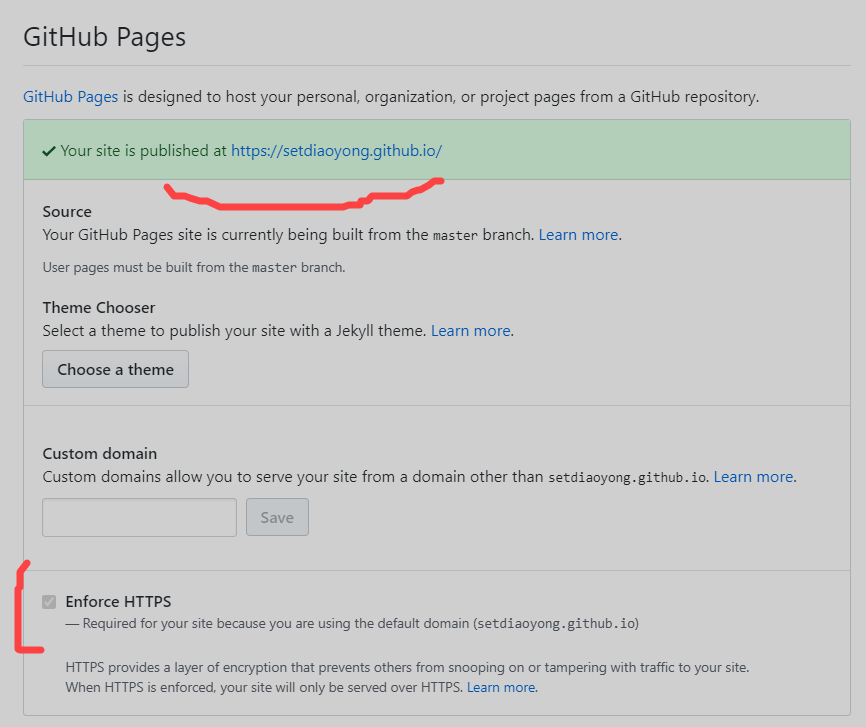 GitHub Pages
GitHub Pages is designed to host your personal, organization, or project pages from a GitHub repository.
Your site is published at https://setdiaoyong.github.io/
Source
Your GitHub Pages site is currently being built from the master branch. Learn more.
User pages must be built from the master branch.
Theme Chooser
Select a theme to publish your site with a Jekyll theme. Learn more.
Choose a theme
Custom domain
Custom domains allow you to serve your site from a domain other than setdiaoyong.github.io. Learn more.
Save
Enforce HTTPS
— Required for your site because you are using the default domain (setdiaoyong.github.io)
HTTPS provides a layer of encryption that prevents others from snooping on or tampering with traffic to your site.
When HTTPS is enforced, your site will only be served over HTTPS. Learn more.